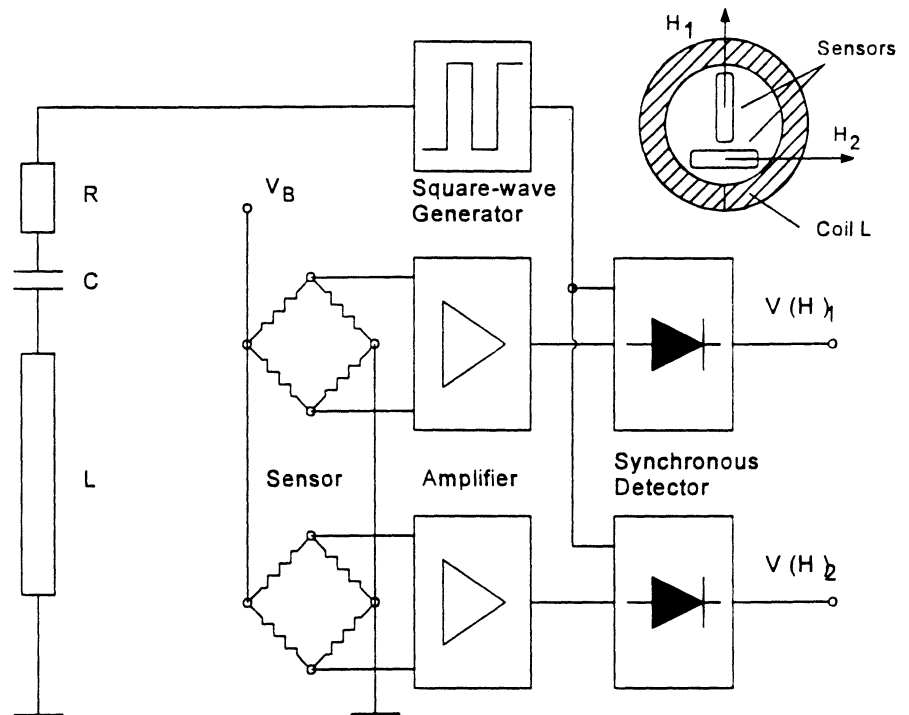 H1
Sensors
H2
Coil L
Square-wave
Generator
R
VB
C
V (H)1
L
Sensor
Amplifier
Synchronous
Detector
V (H)2